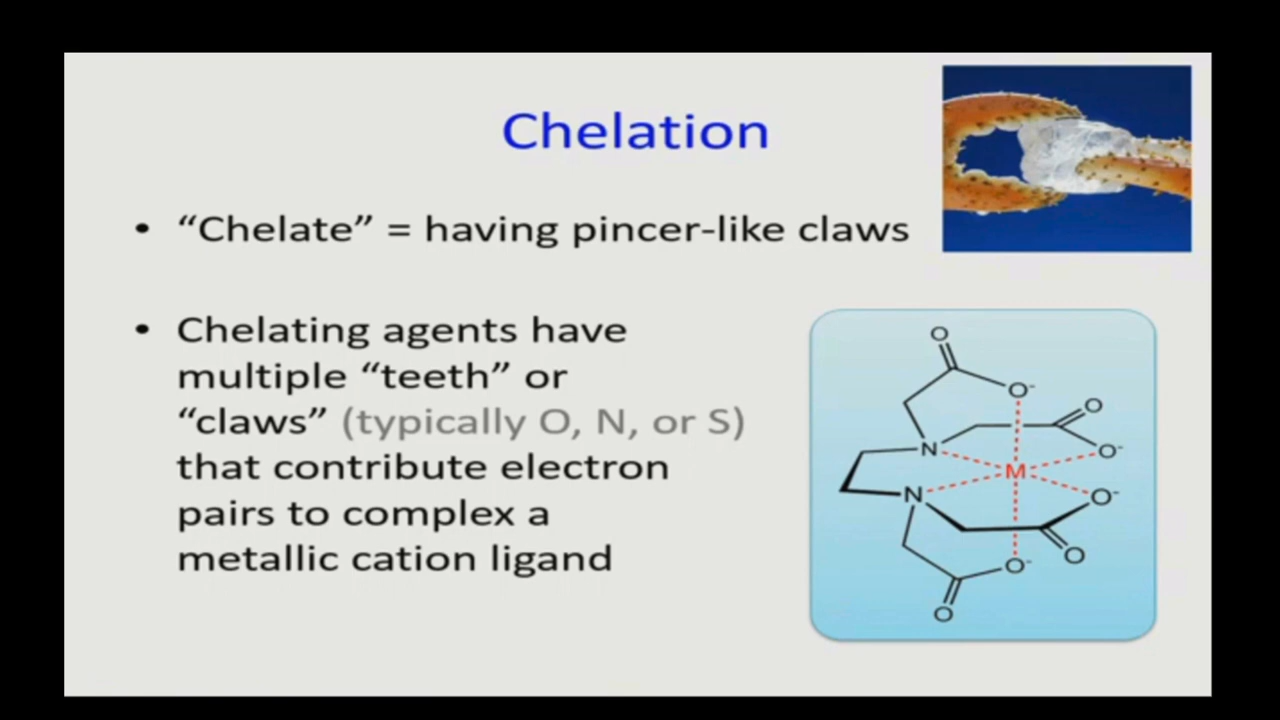 Chelation
• “Chelate” = having pincer-like claws
• Chelating agents have
multiple “teeth” or
“claws” (typically O, N, or S)
that contribute electron
pairs to complex a
metallic cation ligand
O
O-
O
N
O-
M
N
O-
O
O-
O